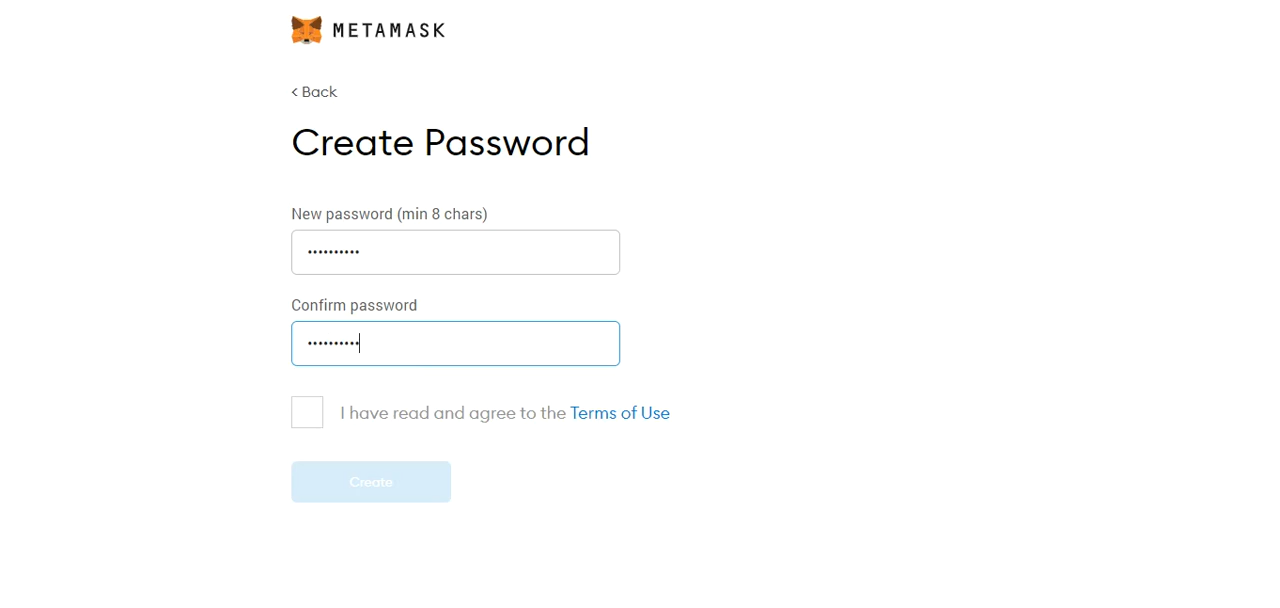 METAMASK
< Back
Create Password
New password (min 8 chars)
••••••••••
Confirm password
••••••••••
I have read and agree to the Terms of Use
Create